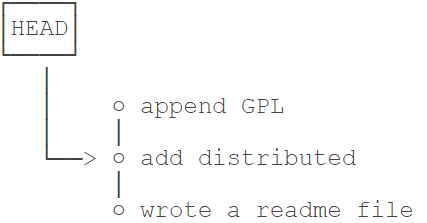 HEAD
append GPL
add distributed
wrote a readme file